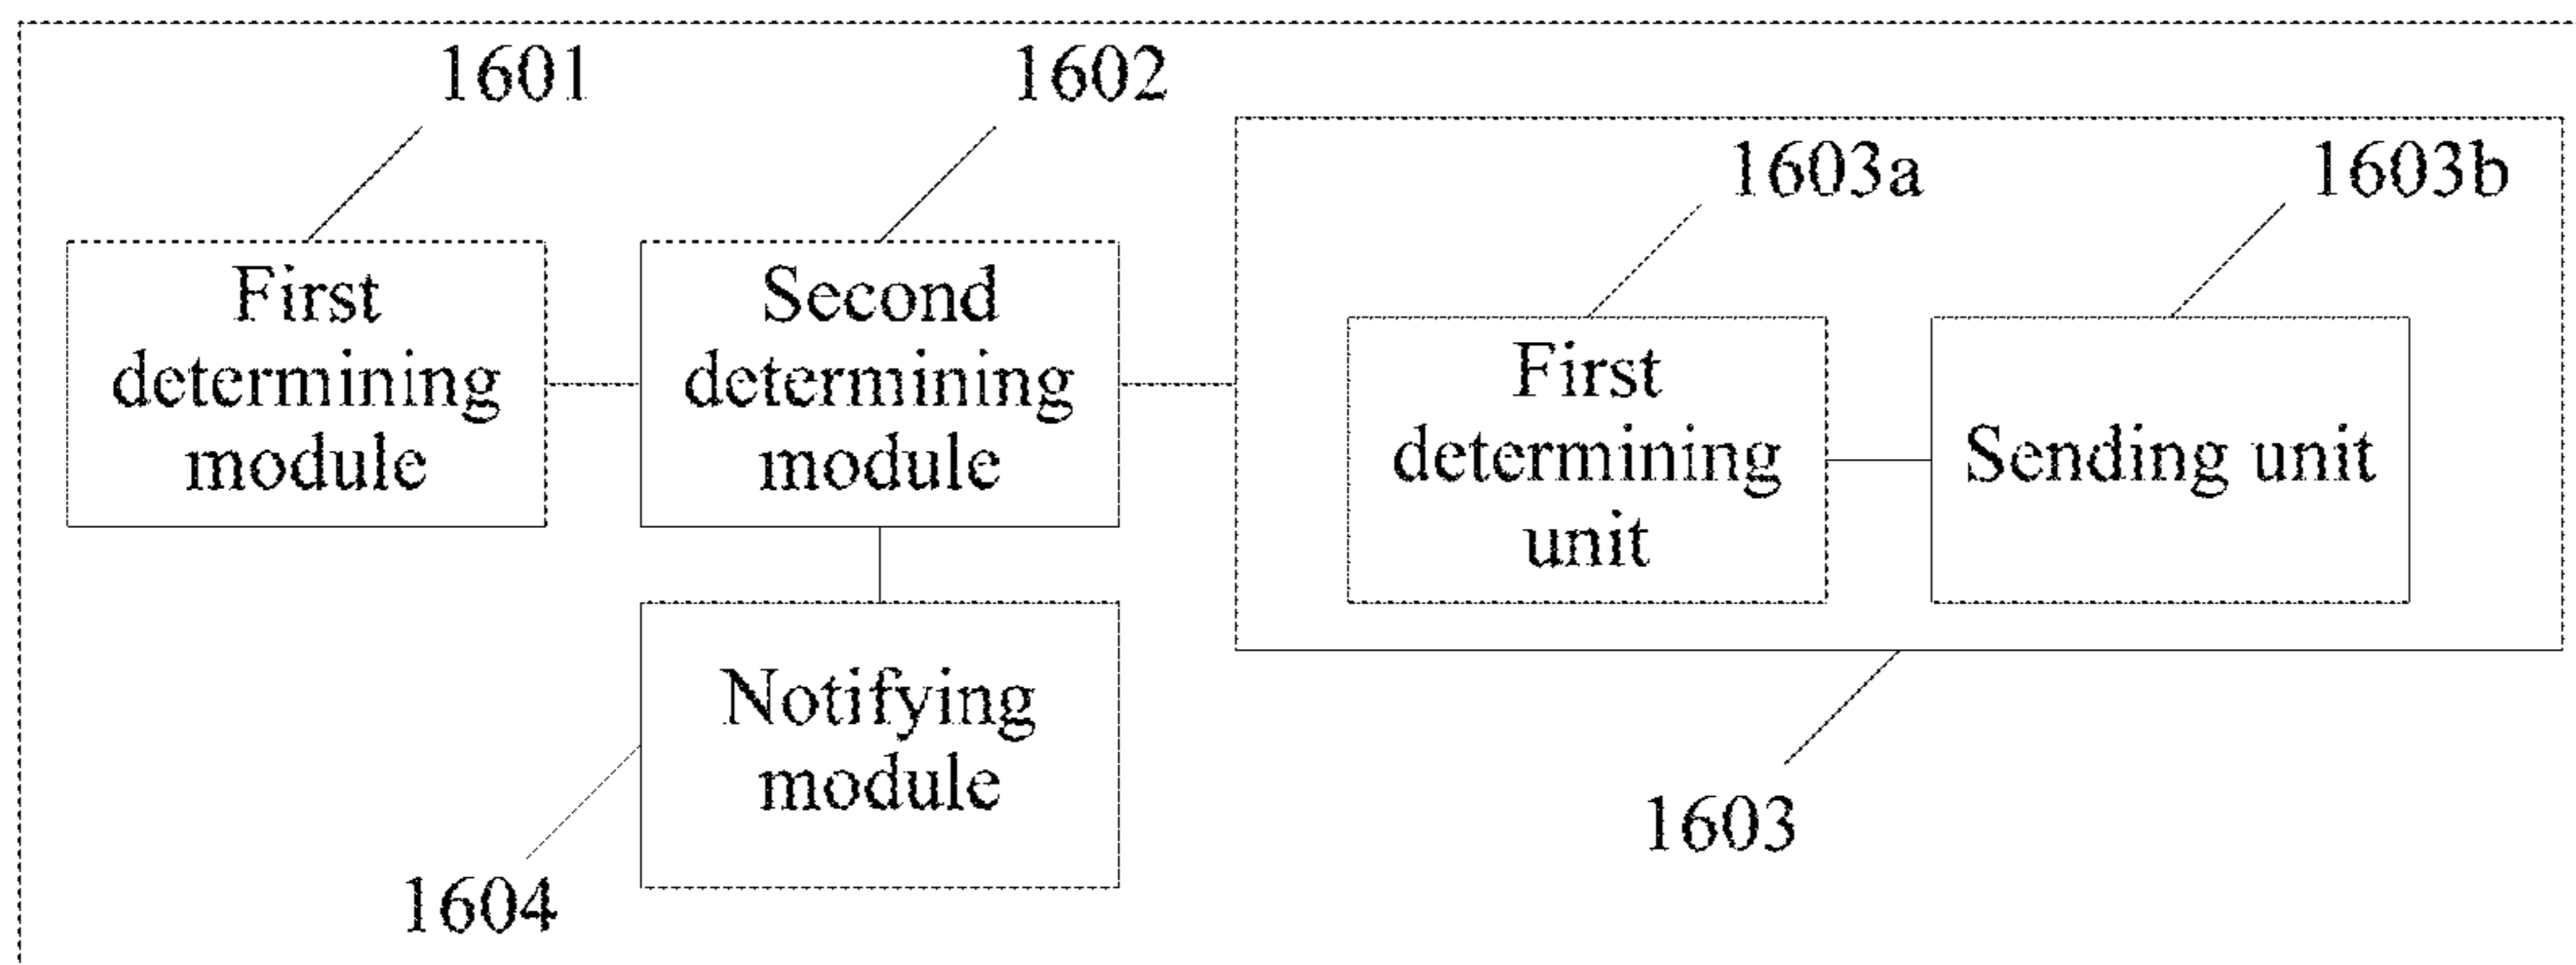 1601
1602
1603a
1603b
First
determining
module
Second
determining
module
First
determining
unit
Sending unit
Notifying
module
1603
1604